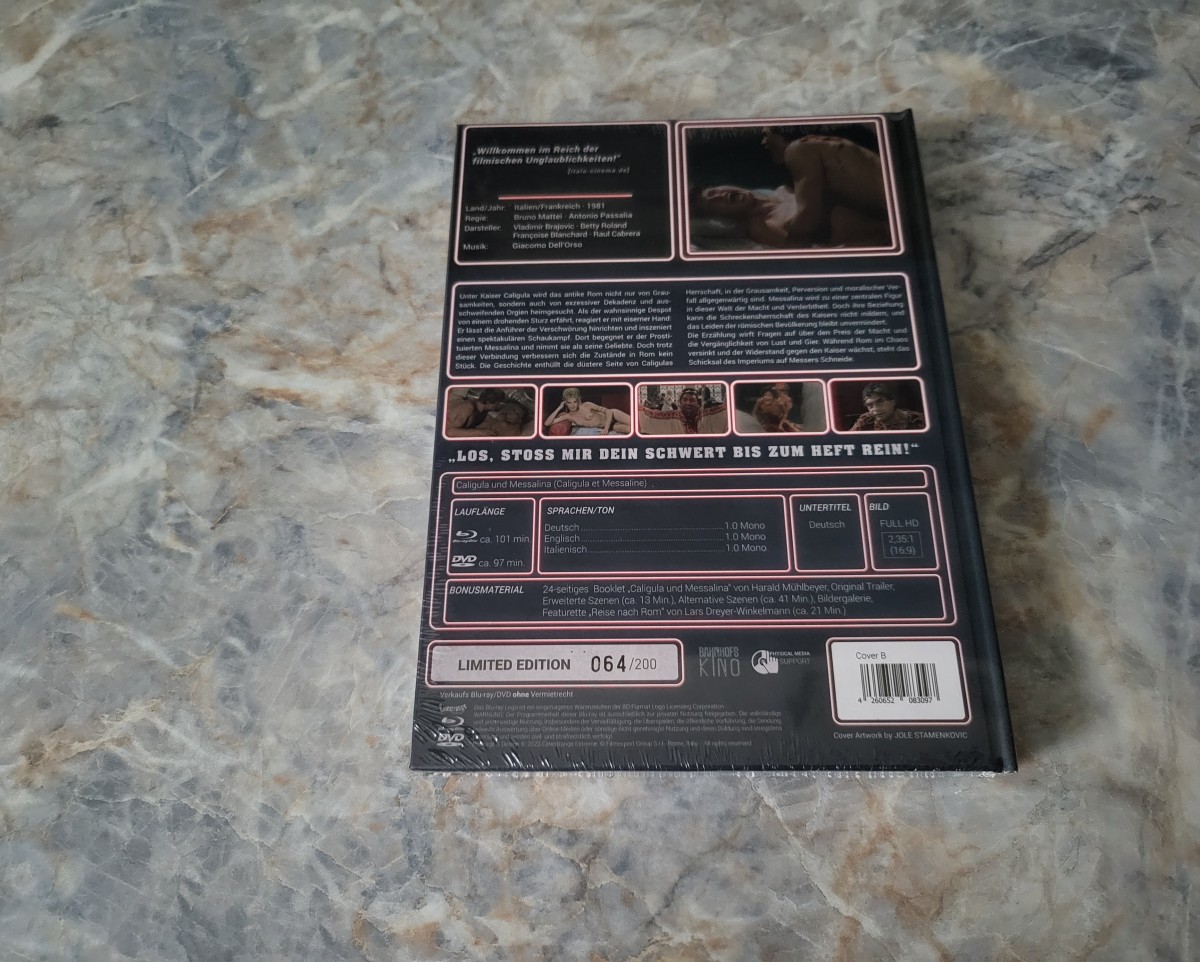 „Willkommen im Reich der
filmischen Unglaublichkeiten!"
[italo-cinema.de]
Land/Jahr: Italien/Frankreich · 1981
Regie: Bruno Mattei · Antonio Passalia
Darsteller: Vladimir Brajovic · Betty Roland
Françoise Blanchard · Raul Cabrera
Musik: Giacomo Dell'Orso
Unter Kaiser Caligula wird das antike Rom nicht nur von Grau-
samkeiten, sondern auch von exzessiver Dekadenz und aus-
schweifenden Orgien heimgesucht. Als der wahnsinnige Despot
von einem drohenden Sturz erfährt, reagiert er mit eiserner Hand:
Er lässt die Anführer der Verschwörung hinrichten und inszeniert
einen spektakulären Schaukampf. Dort begegnet er der Prosti-
tuierten Messalina und nimmt sie als seine Geliebte. Doch trotz
dieser Verbindung verbessern sich die Zustände in Rom kein
Stück. Die Geschichte enthüllt die düstere Seite von Caligulas
Herrschaft, in der Grausamkeit, Perversion und moralischer Ver-
fall allgegenwärtig sind. Messalina wird zu einer zentralen Figur
in dieser Welt der Macht und Verderbtheit. Doch ihre Beziehung
kann die Schreckensherrschaft des Kaisers nicht mildern, und
das Leiden der römischen Bevölkerung bleibt unvermindert.
Die Erzählung wirft Fragen auf über den Preis der Macht und
die Vergänglichkeit von Lust und Gier. Während Rom im Chaos
versinkt und der Widerstand gegen den Kaiser wächst, steht das
Schicksal des Imperiums auf Messers Schneide.
„LOS, STOSS MIR DEIN SCHWERT BIS ZUM HEFT REIN!"
Caligula und Messalina (Caligula et Messaline)
LAUFLÄNGE
Blu-ray Disc ca. 101 min.
DVD ca. 97 min.
SPRACHEN/TON
Deutsch 1.0 Mono
Englisch 1.0 Mono
Italienisch 1.0 Mono
UNTERTITEL
Deutsch
BILD
FULL HD
2,35:1
(16:9)
BONUSMATERIAL 24-seitiges Booklet „Caligula und Messalina" von Harald Mühlbeyer, Original Trailer,
Erweiterte Szenen (ca. 13 Min.), Alternative Szenen (ca. 41 Min.), Bildergalerie,
Featurette „Reise nach Rom" von Lars Dreyer-Winkelmann (ca. 21 Min.)
LIMITED EDITION 064/200
BAHNHOFS
KINO
PHYSICAL MEDIA
SUPPORT
Cover B
4 260652 083097
Verkaufs Blu-ray/DVD ohne Vermietrecht
Cover Artwork by JOLE STAMENKOVIC
DVD